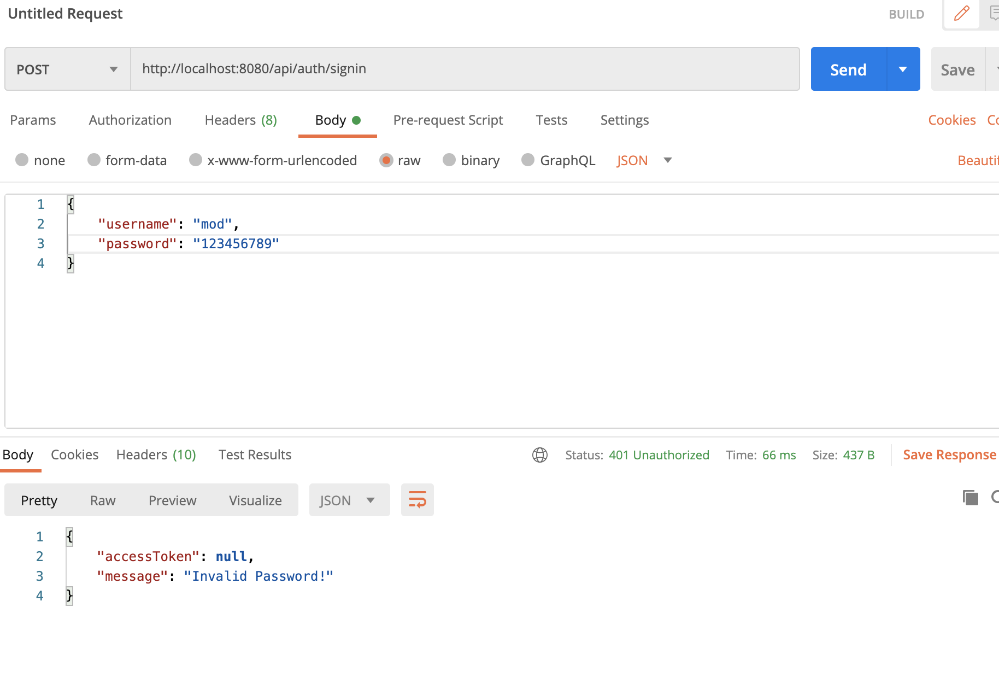 Untitled Request
BUILD
POST
http://localhost:8080/api/auth/signin
Send
Save
Params
Authorization
Headers (8)
Body
Pre-request Script
Tests
Settings
Cookies
none
form-data
x-www-form-urlencoded
raw
binary
GraphQL
JSON
1 {
2 "username": "mod",
3 "password": "123456789"
4 }
Body
Cookies
Headers (10)
Test Results
Status: 401 Unauthorized
Time: 66 ms
Size: 437 B
Save Response
Pretty
Raw
Preview
Visualize
JSON
1 {
2 "accessToken": null,
3 "message": "Invalid Password!"
4 }